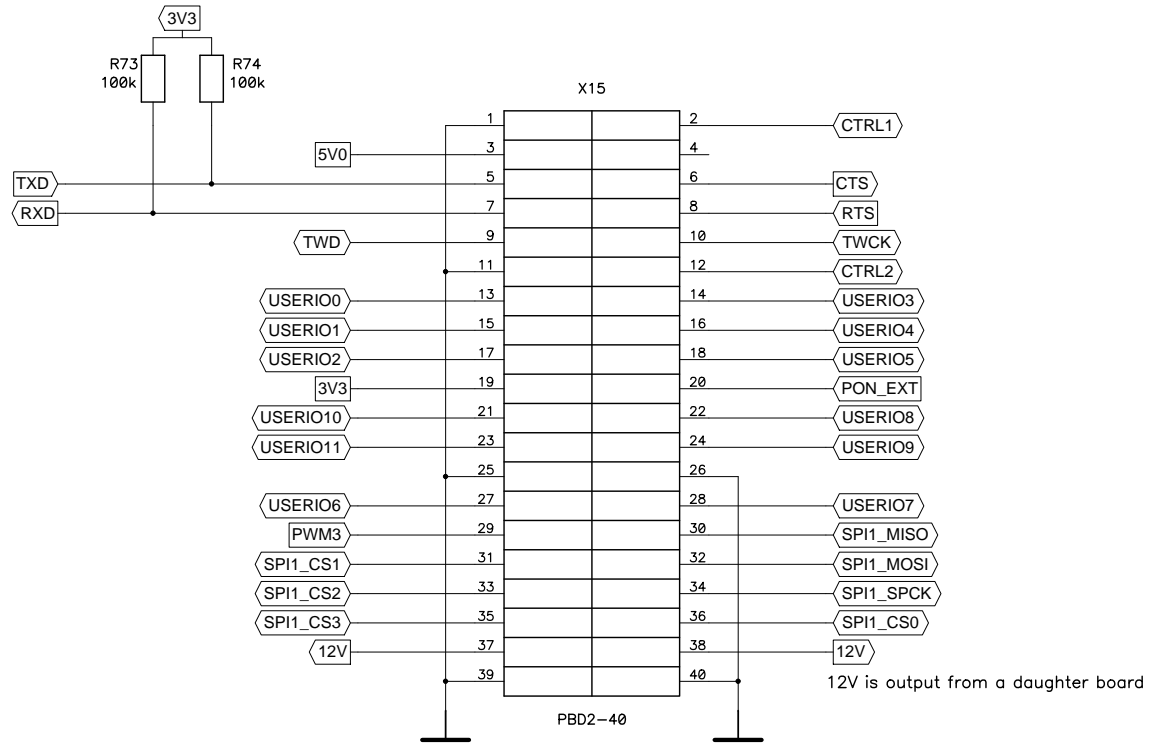 3V3
R73 R74
100k 100k
X15
1 2 CTRL1
5V0 3 4
TXD 5 6 CTS
RXD 7 8 RTS
TWD 9 10 TWCK
11 12 CTRL2
USERIO0 13 14 USERIO3
USERIO1 15 16 USERIO4
USERIO2 17 18 USERIO5
3V3 19 20 PON_EXT
USERIO10 21 22 USERIO8
USERIO11 23 24 USERIO9
25 26
USERIO6 27 28 USERIO7
PWM3 29 30 SPI1_MISO
SPI1_CS1 31 32 SPI1_MOSI
SPI1_CS2 33 34 SPI1_SPCK
SPI1_CS3 35 36 SPI1_CS0
12V 37 38 12V
39 40
12V is output from a daughter board
PBD2-40